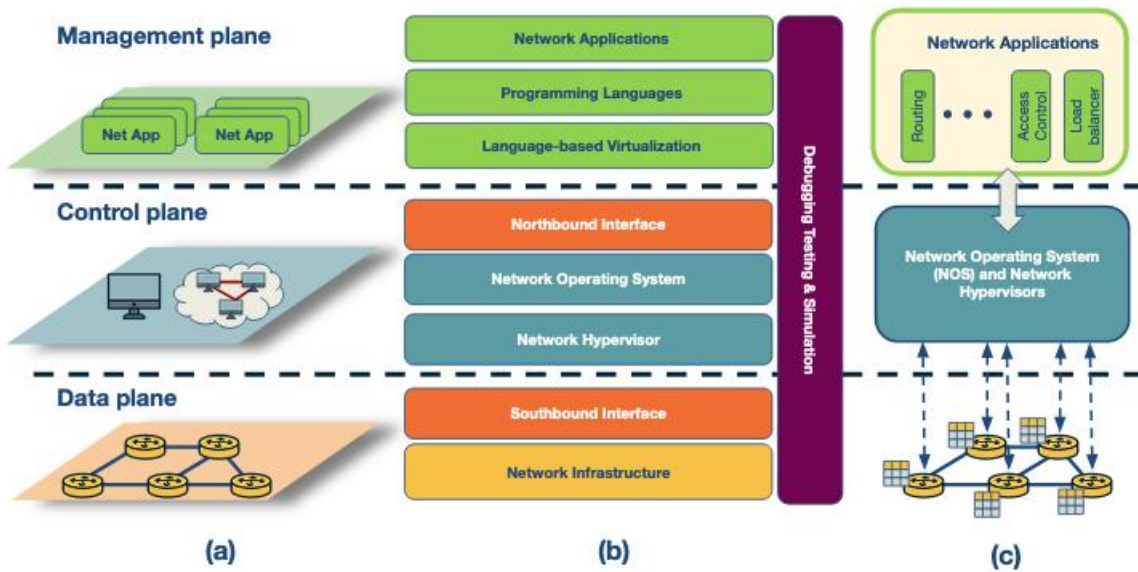 Management plane
Net App
Net App
Control plane
Data plane
(a)
Network Applications
Programming Languages
Language-based Virtualization
Northbound Interface
Network Operating System
Network Hypervisor
Southbound Interface
Network Infrastructure
Debugging Testing & Simulation
(b)
Network Applications
Routing
Access
Control
Load
balancer
Network Operating System
(NOS) and Network
Hypervisors
(c)